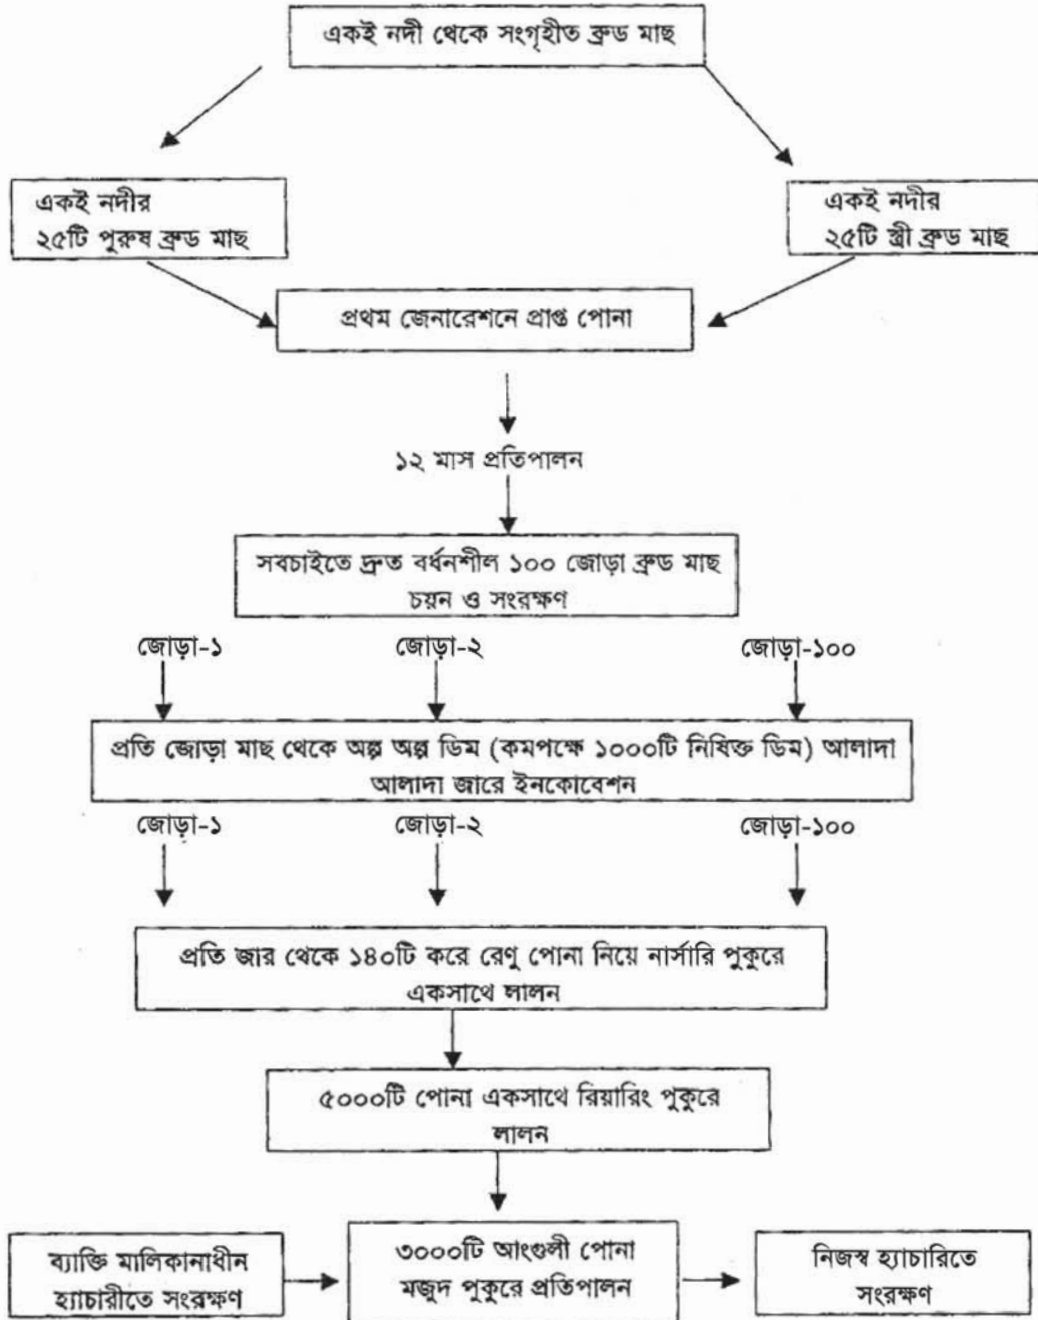 একই নদী থেকে সংগৃহীত ব্রুড মাছ
একই নদীর
২৫টি পুরুষ ব্রুড মাছ
একই নদীর
২৫টি স্ত্রী ব্রুড মাছ
প্রথম জেনারেশনে প্রাপ্ত পোনা
১২ মাস প্রতিপালন
সবচাইতে দ্রুত বর্ধনশীল ১০০ জোড়া ব্রুড মাছ
চয়ন ও সংরক্ষণ
জোড়া-১ জোড়া-২ জোড়া-১০০
প্রতি জোড়া মাছ থেকে অল্প অল্প ডিম (কমপক্ষে ১০০০টি নিষিক্ত ডিম) আলাদা
আলাদা জারে ইনকোবেশন
জোড়া-১ জোড়া-২ জোড়া-১০০
প্রতি জার থেকে ১৪০টি করে রেণু পোনা নিয়ে নার্সারি পুকুরে
একসাথে লালন
৫০০০টি পোনা একসাথে রিয়ারিং পুকুরে
লালন
ব্যাক্তি মালিকানাধীন
হ্যাচারীতে সংরক্ষণ
৩০০০টি আংগুলী পোনা
মজুদ পুকুরে প্রতিপালন
নিজস্ব হ্যাচারিতে
সংরক্ষণ